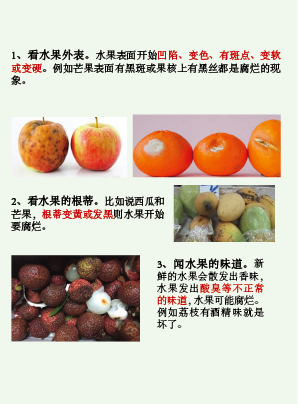 1、看水果外表。水果表面开始凹陷、变色、有斑点、变软
或变硬。例如芒果表面有黑斑或果核上有黑丝都是腐烂的现
象。
2、看水果的根蒂。比如说西瓜和
芒果，根蒂变黄或发黑则水果开始
要腐烂。
3、闻水果的味道。新
鲜的水果会散发出香味，
水果发出酸臭等不正常
的味道，水果可能腐烂。
例如荔枝有酒精味就是
坏了。